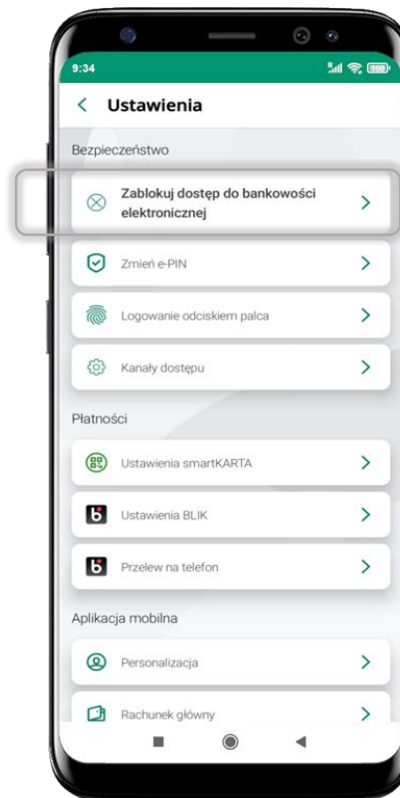 9:34
Ustawienia
Bezpieczeństwo
Zablokuj dostęp do bankowości
elektronicznej
Zmień e-PIN
Logowanie odciskiem palca
Kanały dostępu
Płatności
Ustawienia smartKARTA
Ustawienia BLIK
Przelew na telefon
Aplikacja mobilna
Personalizacja
Rachunek główny